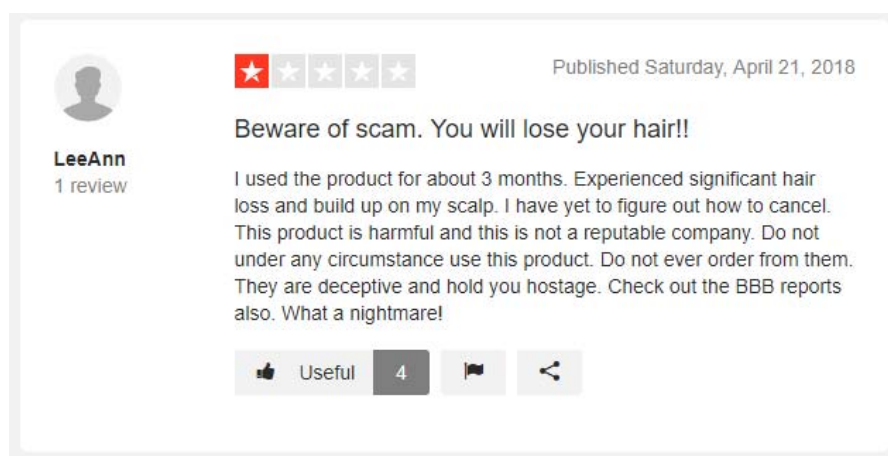 Published Saturday, April 21, 2018
Beware of scam. You will lose your hair!!
LeeAnn
1 review
I used the product for about 3 months. Experienced significant hair
loss and build up on my scalp. I have yet to figure out how to cancel.
This product is harmful and this is not a reputable company. Do not
under any circumstance use this product. Do not ever order from them.
They are deceptive and hold you hostage. Check out the BBB reports
also. What a nightmare!
Useful 4